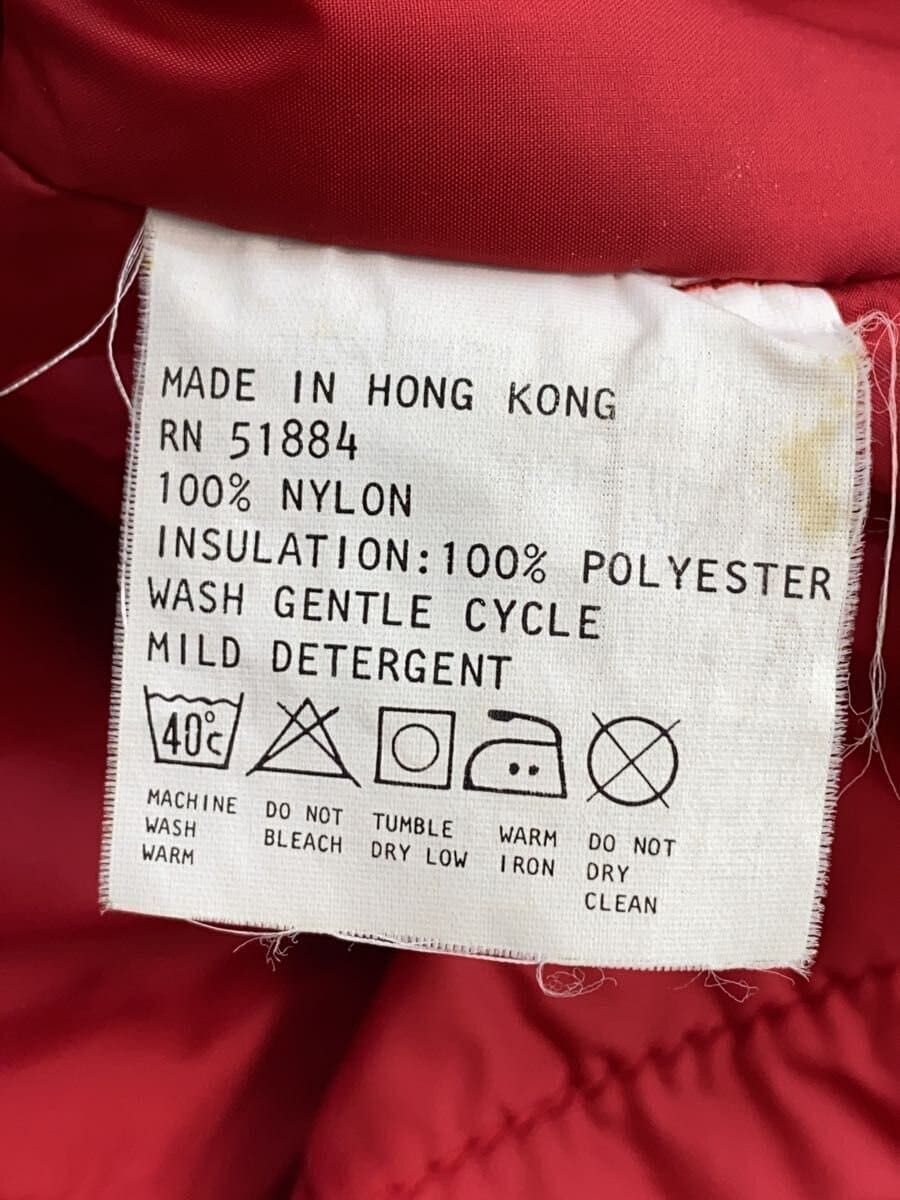 MADE IN HONG KONG
RN 51884
100% NYLON
INSULATION:100% POLYESTER
WASH GENTLE CYCLE
MILD DETERGENT
40°c
MACHINE WASH WARM
DO NOT BLEACH
TUMBLE DRY LOW
WARM IRON
DO NOT DRY CLEAN